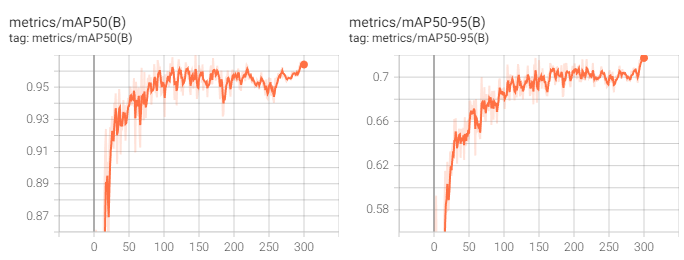 metrics/mAP50(B)
tag: metrics/mAP50(B)
0.95
0.93
0.91
0.89
0.87
0 50 100 150 200 250 300
metrics/mAP50-95(B)
tag: metrics/mAP50-95(B)
0.7
0.66
0.62
0.58
0 50 100 150 200 250 300